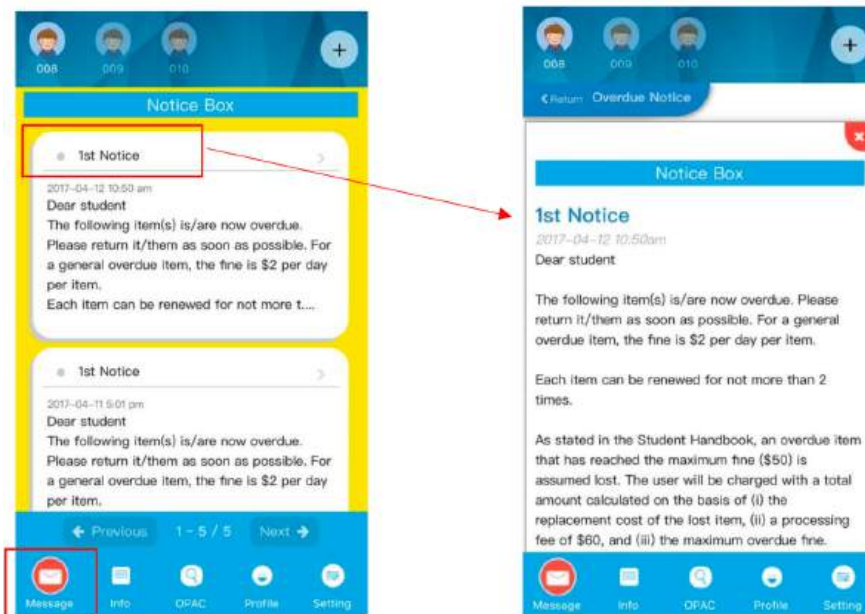 008 009 010 +
Notice Box
1st Notice >
2017-04-12 10:50 am
Dear student
The following item(s) is/are now overdue.
Please return it/them as soon as possible. For
a general overdue item, the fine is $2 per day
per item.
Each item can be renewed for not more t....
1st Notice >
2017-04-11 5:01 pm
Dear student
The following item(s) is/are now overdue.
Please return it/them as soon as possible. For
a general overdue item, the fine is $2 per day
per item.
← Previous 1 - 5 / 5 Next →
Message Info OPAC Profile Setting
008 009 010 +
< Return Overdue Notice
Notice Box
1st Notice
2017-04-12 10:50am
Dear student
The following item(s) is/are now overdue. Please
return it/them as soon as possible. For a general
overdue item, the fine is $2 per day per item.
Each item can be renewed for not more than 2
times.
As stated in the Student Handbook, an overdue item
that has reached the maximum fine ($50) is
assumed lost. The user will be charged with a total
amount calculated on the basis of (i) the
replacement cost of the lost item, (ii) a processing
fee of $60, and (iii) the maximum overdue fine.
Message Info OPAC Profile Setting